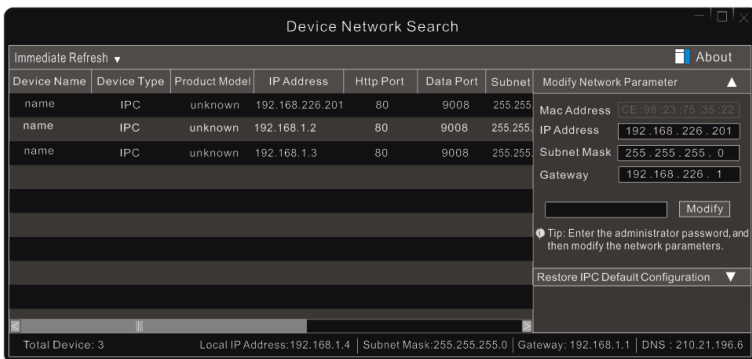 Device Network Search
Immediate Refresh ▼ About
Device Name Device Type Product Model IP Address Http Port Data Port Subnet
name IPC unknown 192.168.226.201 80 9008 255.255
name IPC unknown 192.168.1.2 80 9008 255.255.
name IPC unknown 192.168.1.3 80 9008 255.255.
Modify Network Parameter ▲
Mac Address CE :98 :23 :75 :35 :22
IP Address 192 .168 . 226 . 201
Subnet Mask 255 . 255 . 255 . 0
Gateway 192 .168 . 226 . 1
Modify
Tip: Enter the administrator password,and
then modify the network parameters.
Restore IPC Default Configuration ▼
Total Device: 3 Local IP Address:192.168.1.4 | Subnet Mask:255.255.255.0 | Gateway: 192.168.1.1 | DNS : 210.21.196.6